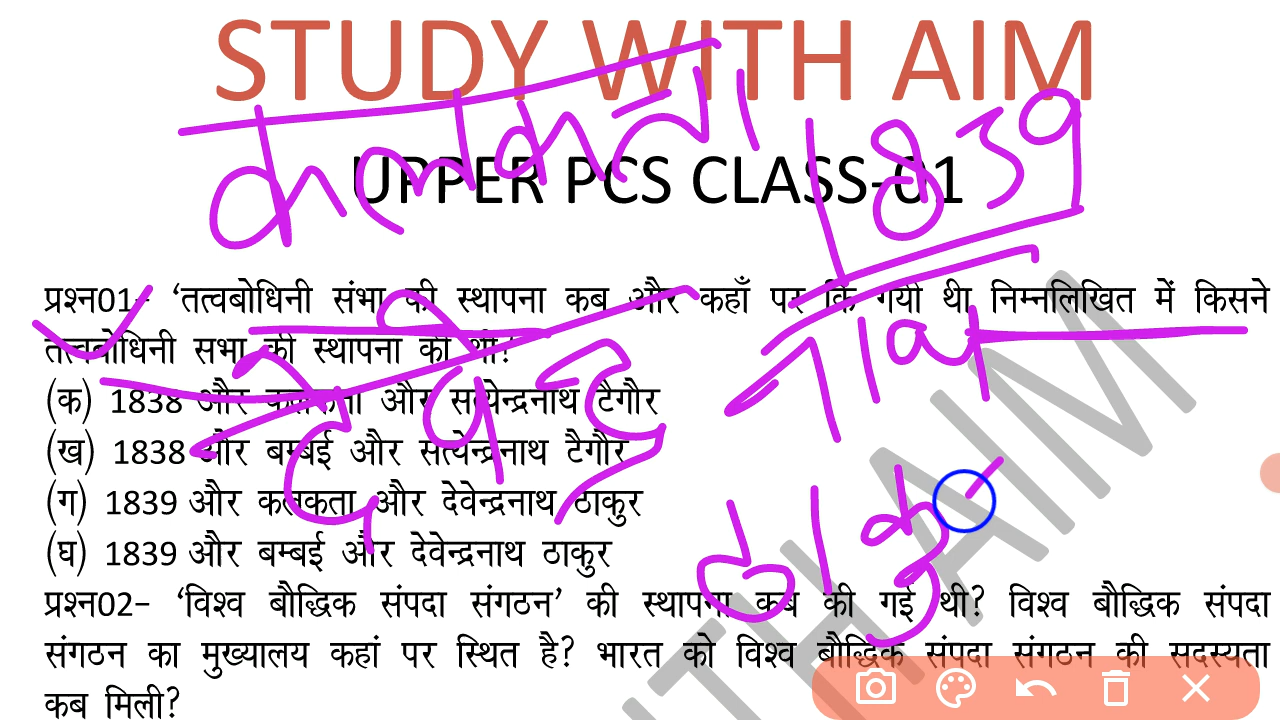 STUDY WITH AIM
कलकत्ता 1839
UPPER PCS CLASS-01
प्रश्न01- ‘तत्वबोधिनी संभा की स्थापना कब और कहाँ पर कि गयी थी निम्नलिखित में किसने
तत्वबोधिनी सभा की स्थापना की थी?
(क) 1838 और कलकता और सत्येन्द्रनाथ टैगौर
(ख) 1838 और बम्बई और सत्येन्द्रनाथ टैगौर
(ग) 1839 और कलकता और देवेन्द्रनाथ ठाकुर
(घ) 1839 और बम्बई और देवेन्द्रनाथ ठाकुर
देवेंद्र नाथ
ठाकु
प्रश्न02- ‘विश्व बौद्धिक संपदा संगठन’ की स्थापना कब की गई थी? विश्व बौद्धिक संपदा
संगठन का मुख्यालय कहां पर स्थित है? भारत को विश्व बौद्धिक संपदा संगठन की सदस्यता
कब मिली?
ITH AIM